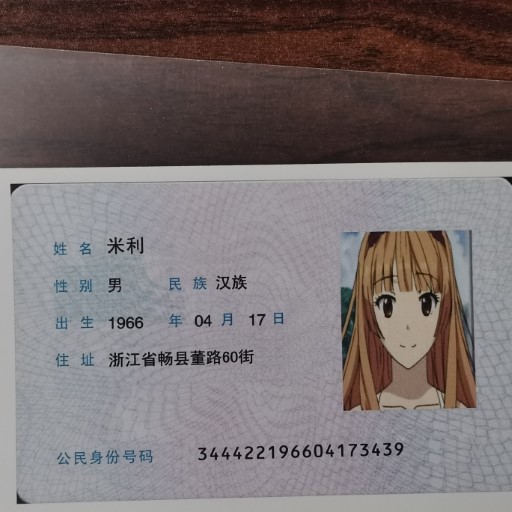 姓名 米利
性别 男 民族 汉族
出生 1966 年 04 月 17 日
住址 浙江省畅县董路60街
公民身份号码 344422196604173439